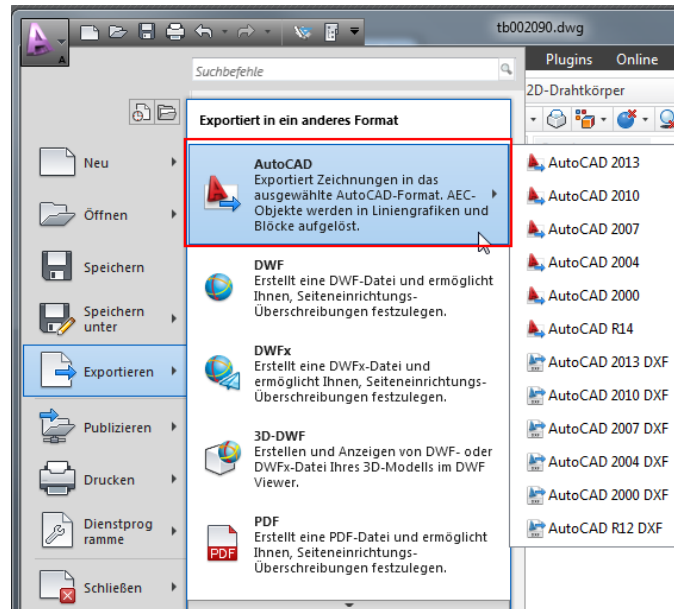 tb002090.dwg
Suchbefehle
Plugins Online
2D-Drahtkörper
A
Exportiert in ein anderes Format
Neu
Öffnen
Speichern
Speichern
unter
Exportieren
Publizieren
Drucken
Dienstprog
ramme
Schließen
AutoCAD
Exportiert Zeichnungen in das
ausgewählte AutoCAD-Format. AEC-
Objekte werden in Liniengrafiken und
Blöcke aufgelöst.
DWF
Erstellt eine DWF-Datei und ermöglicht
Ihnen, Seiteneinrichtungs-
Überschreibungen festzulegen.
DWFx
Erstellt eine DWFx-Datei und
ermöglicht Ihnen, Seiteneinrichtungs-
Überschreibungen festzulegen.
3D-DWF
Erstellen und Anzeigen von DWF- oder
DWFx-Datei Ihres 3D-Modells im DWF
Viewer.
PDF
PDF
Erstellt eine PDF-Datei und ermöglicht
Ihnen, Seiteneinrichtungs-
Überschreibungen festzulegen.
AutoCAD 2013
AutoCAD 2010
AutoCAD 2007
AutoCAD 2004
AutoCAD 2000
AutoCAD R14
AutoCAD 2013 DXF
AutoCAD 2010 DXF
AutoCAD 2007 DXF
AutoCAD 2004 DXF
AutoCAD 2000 DXF
AutoCAD R12 DXF